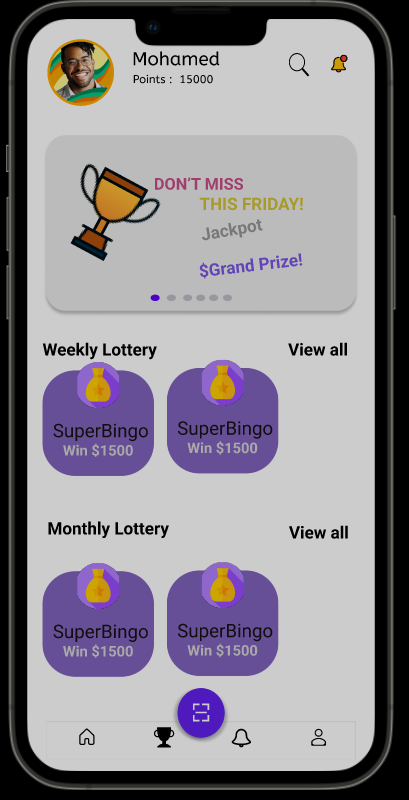 Mohamed
Points : 15000
DON'T MISS
THIS FRIDAY!
Jackpot
$Grand Prize!
Weekly Lottery View all
SuperBingo SuperBingo
Win $1500 Win $1500
Monthly Lottery View all
SuperBingo SuperBingo
Win $1500 Win $1500